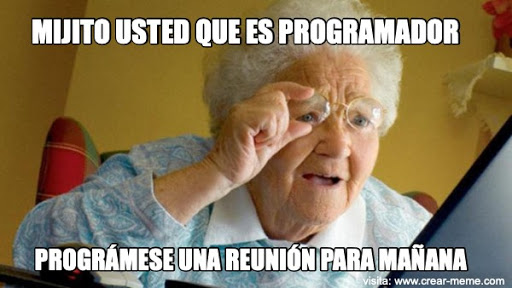 MIJITO USTED QUE ES PROGRAMADOR
PROGRÁMESE UNA REUNIÓN PARA MAÑANA
visita: www.crear-meme.com